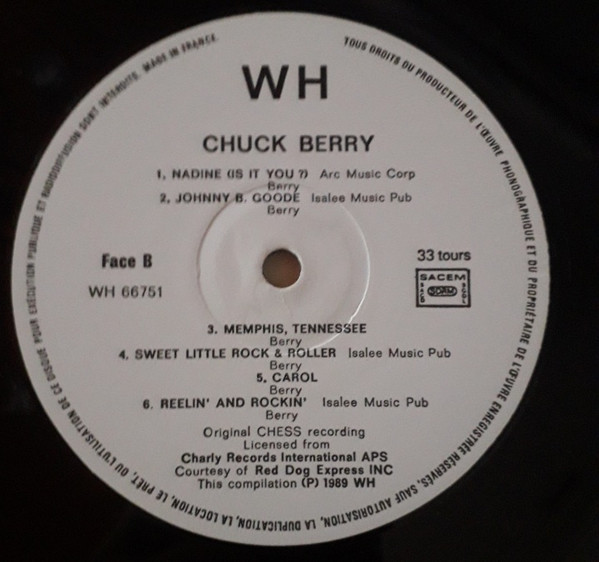 WH
CHUCK BERRY
1. NADINE (IS IT YOU ?) Arc Music Corp
Berry
2. JOHNNY B. GOODE Isalee Music Pub
Berry
Face B
33 tours
WH 66751
SACEM
SDRM
3. MEMPHIS, TENNESSEE
Berry
4. SWEET LITTLE ROCK & ROLLER Isalee Music Pub
Berry
5. CAROL
Berry
6. REELIN' AND ROCKIN' Isalee Music Pub
Berry
Original CHESS recording
Licensed from
Charly Records International APS
Courtesy of Red Dog Express INC
This compilation (P) 1989 WH
TOUS DROITS DU PRODUCTEUR DE L'ŒUVRE PHONOGRAPHIQUE ET DU PROPRIÉTAIRE DE L'ŒUVRE ENREGISTRÉE RÉSERVÉS, SAUF AUTORISATION, LA DUPLICATION, LA LOCATION, LE PRÊT, OU L'UTILISATION DE CE DISQUE POUR EXÉCUTION PUBLIQUE ET RADIODIFFUSION SONT INTERDITS. MADE IN FRANCE.